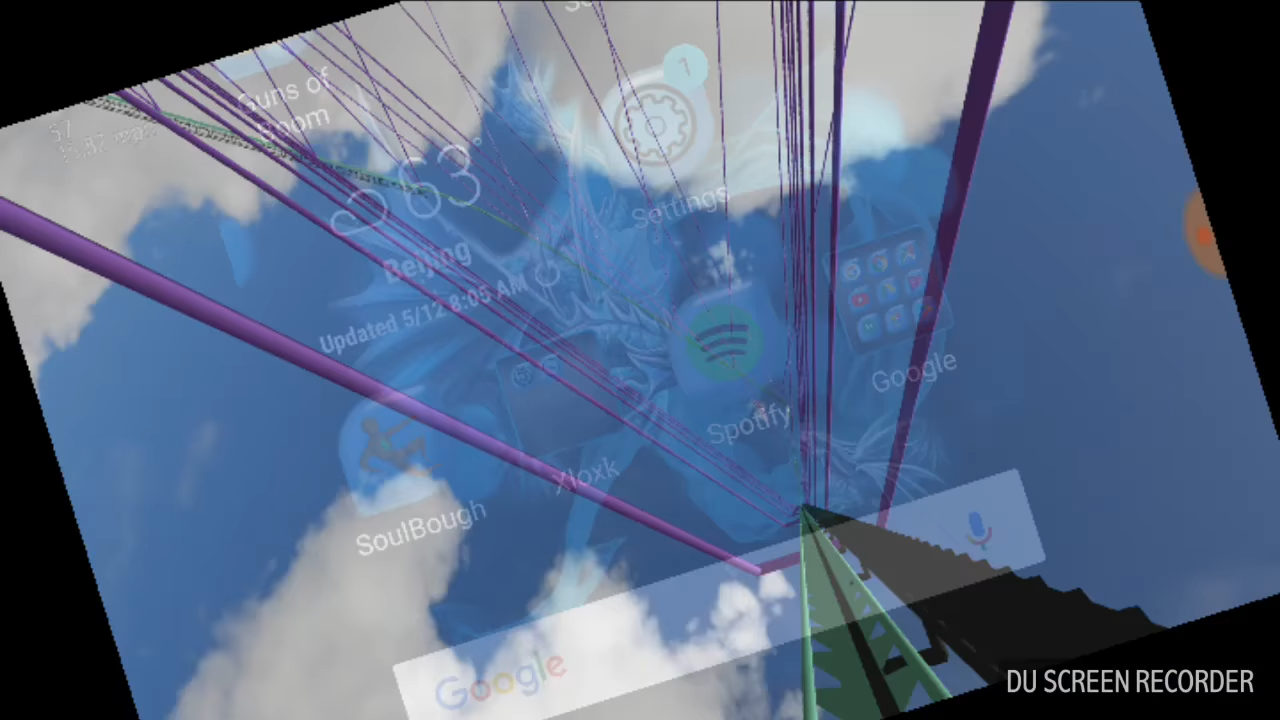 Guns of
Boom
1
63°
Settings
Beijing
Updated 5/12 8:05 AM
Google
Spotify
Xloxk
SoulBough
Google
DU SCREEN RECORDER